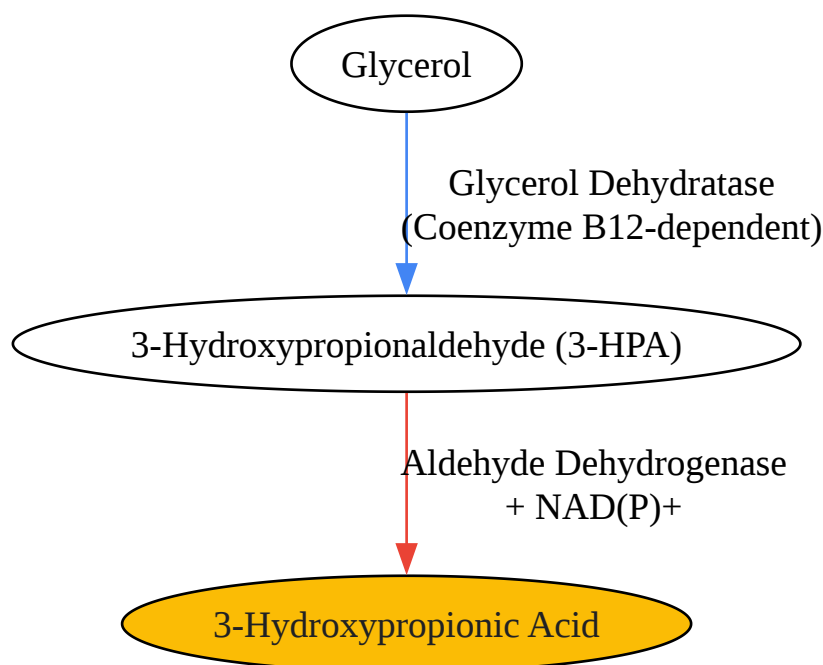 Glycerol
Glycerol Dehydratase
(Coenzyme B12-dependent)
3-Hydroxypropionaldehyde (3-HPA)
Aldehyde Dehydrogenase
+ NAD(P)+
3-Hydroxypropionic Acid